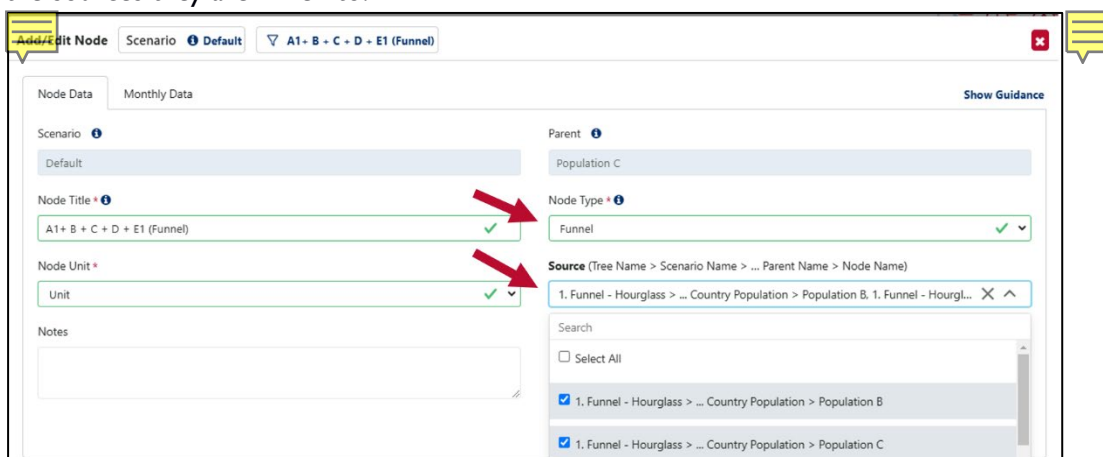 Add/Edit Node Scenario Default A1+ B + C + D + E1 (Funnel)
Node Data Monthly Data Show Guidance
Scenario Parent
Default Population C
Node Title * Node Type *
A1+ B + C + D + E1 (Funnel) Funnel
Node Unit * Source (Tree Name > Scenario Name > ... Parent Name > Node Name)
Unit 1. Funnel - Hourglass > ... Country Population > Population B, 1. Funnel - Hourgl...
Notes Search
Select All
1. Funnel - Hourglass > ... Country Population > Population B
1. Funnel - Hourglass > ... Country Population > Population C